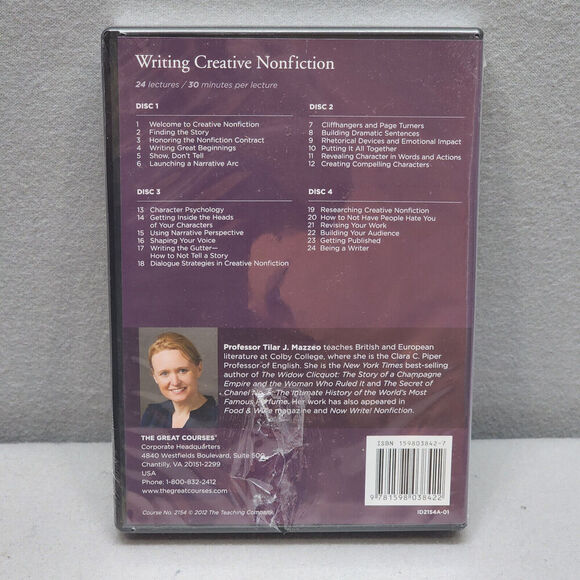 Writing Creative Nonfiction
24 lectures / 30 minutes per lecture
DISC 1
1 Welcome to Creative Nonfiction
2 Finding the Story
3 Honoring the Nonfiction Contract
4 Writing Great Beginnings
5 Show, Don't Tell
6 Launching a Narrative Arc
DISC 2
7 Cliffhangers and Page Turners
8 Building Dramatic Sentences
9 Rhetorical Devices and Emotional Impact
10 Putting It All Together
11 Revealing Character in Words and Actions
12 Creating Compelling Characters
DISC 3
13 Character Psychology
14 Getting Inside the Heads
of Your Characters
15 Using Narrative Perspective
16 Shaping Your Voice
17 Writing the Gutter—
How to Not Tell a Story
18 Dialogue Strategies in Creative Nonfiction
DISC 4
19 Researching Creative Nonfiction
20 How to Not Have People Hate You
21 Revising Your Work
22 Building Your Audience
23 Getting Published
24 Being a Writer
Professor Tilar J. Mazzeo teaches British and European
literature at Colby College, where she is the Clara C. Piper
Professor of English. She is the New York Times best-selling
author of The Widow Clicquot: The Story of a Champagne
Empire and the Woman Who Ruled It and The Secret of
Chanel No. 5: The Intimate History of the World's Most
Famous Perfume. Her work has also appeared in
Food & Wine magazine and Now Write! Nonfiction.
THE GREAT COURSES®
Corporate Headquarters
4840 Westfields Boulevard, Suite 500
Chantilly, VA 20151-2299
USA
Phone: 1-800-832-2412
www.thegreatcourses.com
Course No. 2154 © 2012 The Teaching Company
ISBN 159803842-7
9 781598 038422
ID2154A-01